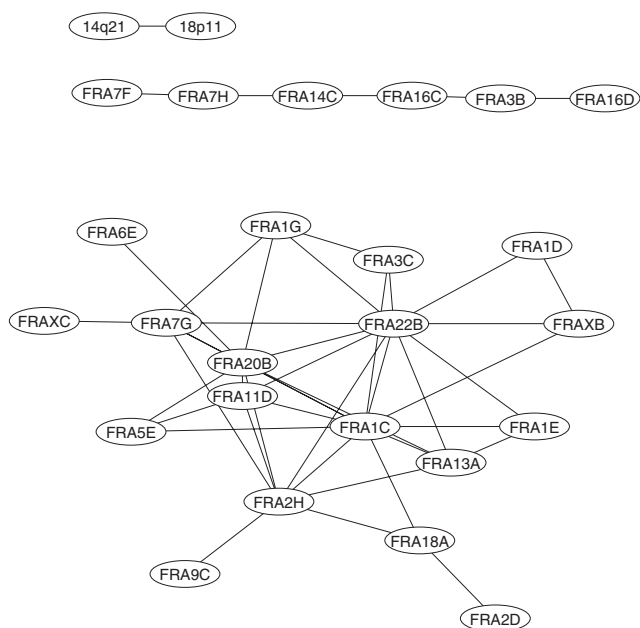 14q21 18p11
FRA7F FRA7H FRA14C FRA16C FRA3B FRA16D
FRA6E FRA1G
FRA3C FRA1D
FRAXC FRA7G FRA22B FRAXB
FRA20B
FRA11D
FRA5E FRA1C FRA1E
FRA13A
FRA2H
FRA18A
FRA9C
FRA2D